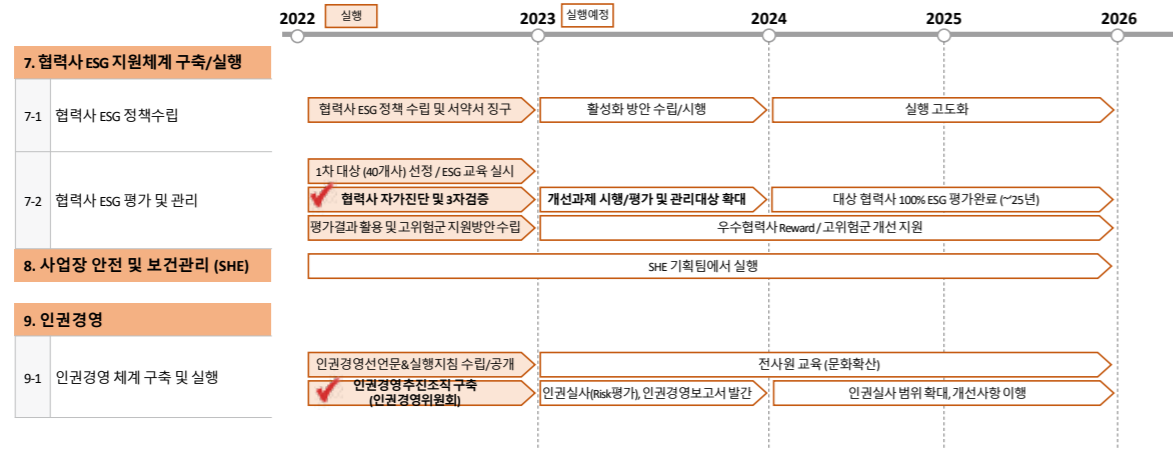 2022 실행 2023 실행예정 2024 2025 2026
7. 협력사 ESG 지원체계 구축/실행
7-1 협력사 ESG 정책수립 협력사 ESG 정책 수립 및 서약서 징구 활성화 방안 수립/시행 실행 고도화
1차 대상 (40개사) 선정 / ESG 교육 실시
7-2 협력사 ESG 평가 및 관리 협력사 자가진단 및 3자검증 개선과제 시행/평가 및 관리대상 확대 대상 협력사 100% ESG 평가완료 (~'25년)
평가결과 활용 및 고위험군 지원방안 수립 우수협력사 Reward / 고위험군 개선 지원
8. 사업장 안전 및 보건관리 (SHE) SHE 기획팀에서 실행
9. 인권경영
인권경영선언문&실행지침 수립/공개 전사원 교육 (문화확산)
9-1 인권경영 체계 구축 및 실행
인권경영 추진조직 구축
(인권경영위원회)
인권실사(Risk평가), 인권경영보고서 발간 인권실사 범위 확대, 개선사항 이행